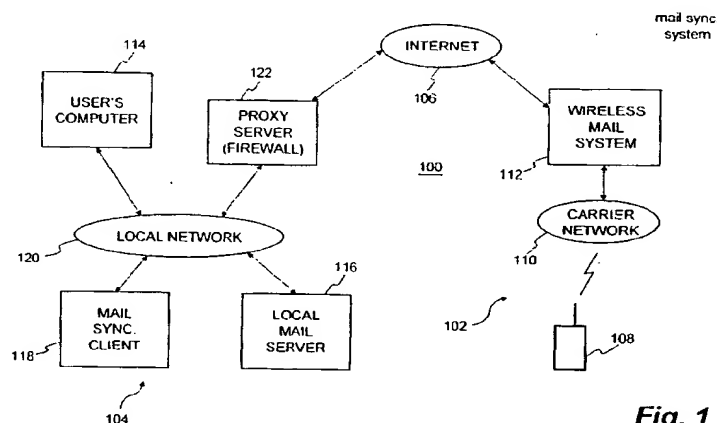 mail sync
system
114
USER'S
COMPUTER
122
PROXY
SERVER
(FIREWALL)
INTERNET
106
100
WIRELESS
MAIL
SYSTEM
112
CARRIER
NETWORK
110
LOCAL NETWORK
120
116
MAIL
SYNC.
CLIENT
118
LOCAL
MAIL
SERVER
102
108
104
Fig. 1